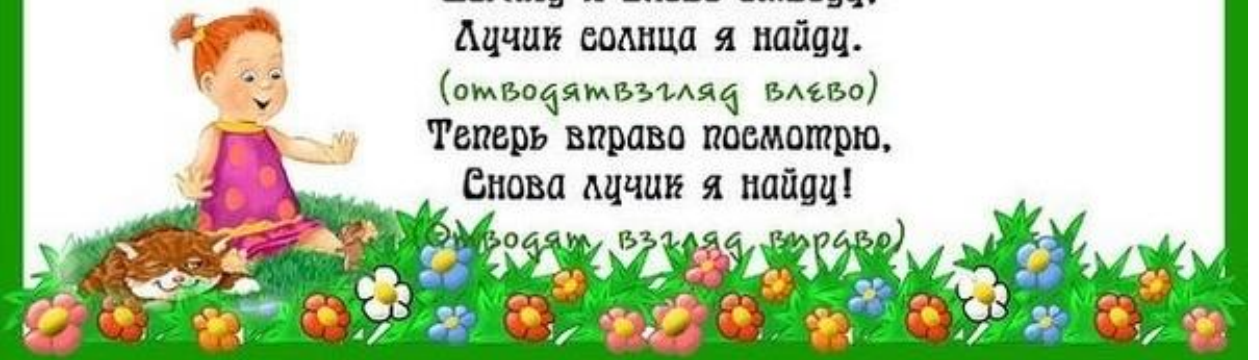 Лучик солнца я найду.
(отводятвзгляд влево)
Теперь вправо посмотрю,
Снова лучик я найду!
(Отводят взгляд вправо)